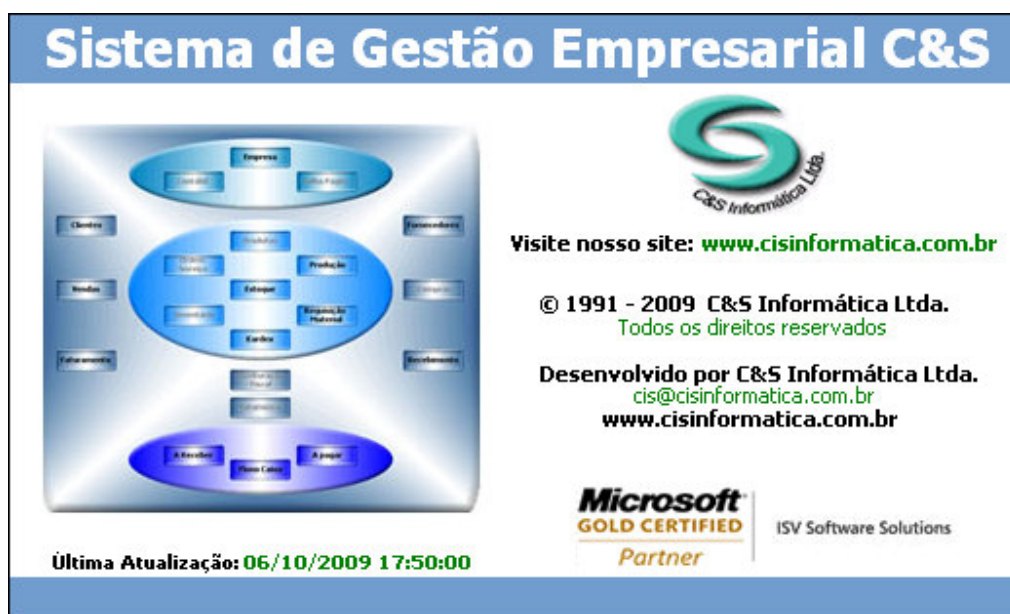 Sistema de Gestão Empresarial C&S
Empresa
Clientes
Fornecedores
Produtos
Produção
Vendas
Estoque
Requisição
Material
Kardex
Faturamento
Recebimento
A Receber
A pagar
Fluxo Caixa
Última Atualização: 06/10/2009 17:50:00
C&S Informática Ltda.
Visite nosso site: www.cisinformatica.com.br
© 1991 - 2009 C&S Informática Ltda.
Todos os direitos reservados
Desenvolvido por C&S Informática Ltda.
cis@cisinformatica.com.br
www.cisinformatica.com.br
Microsoft
GOLD CERTIFIED
Partner
ISV Software Solutions